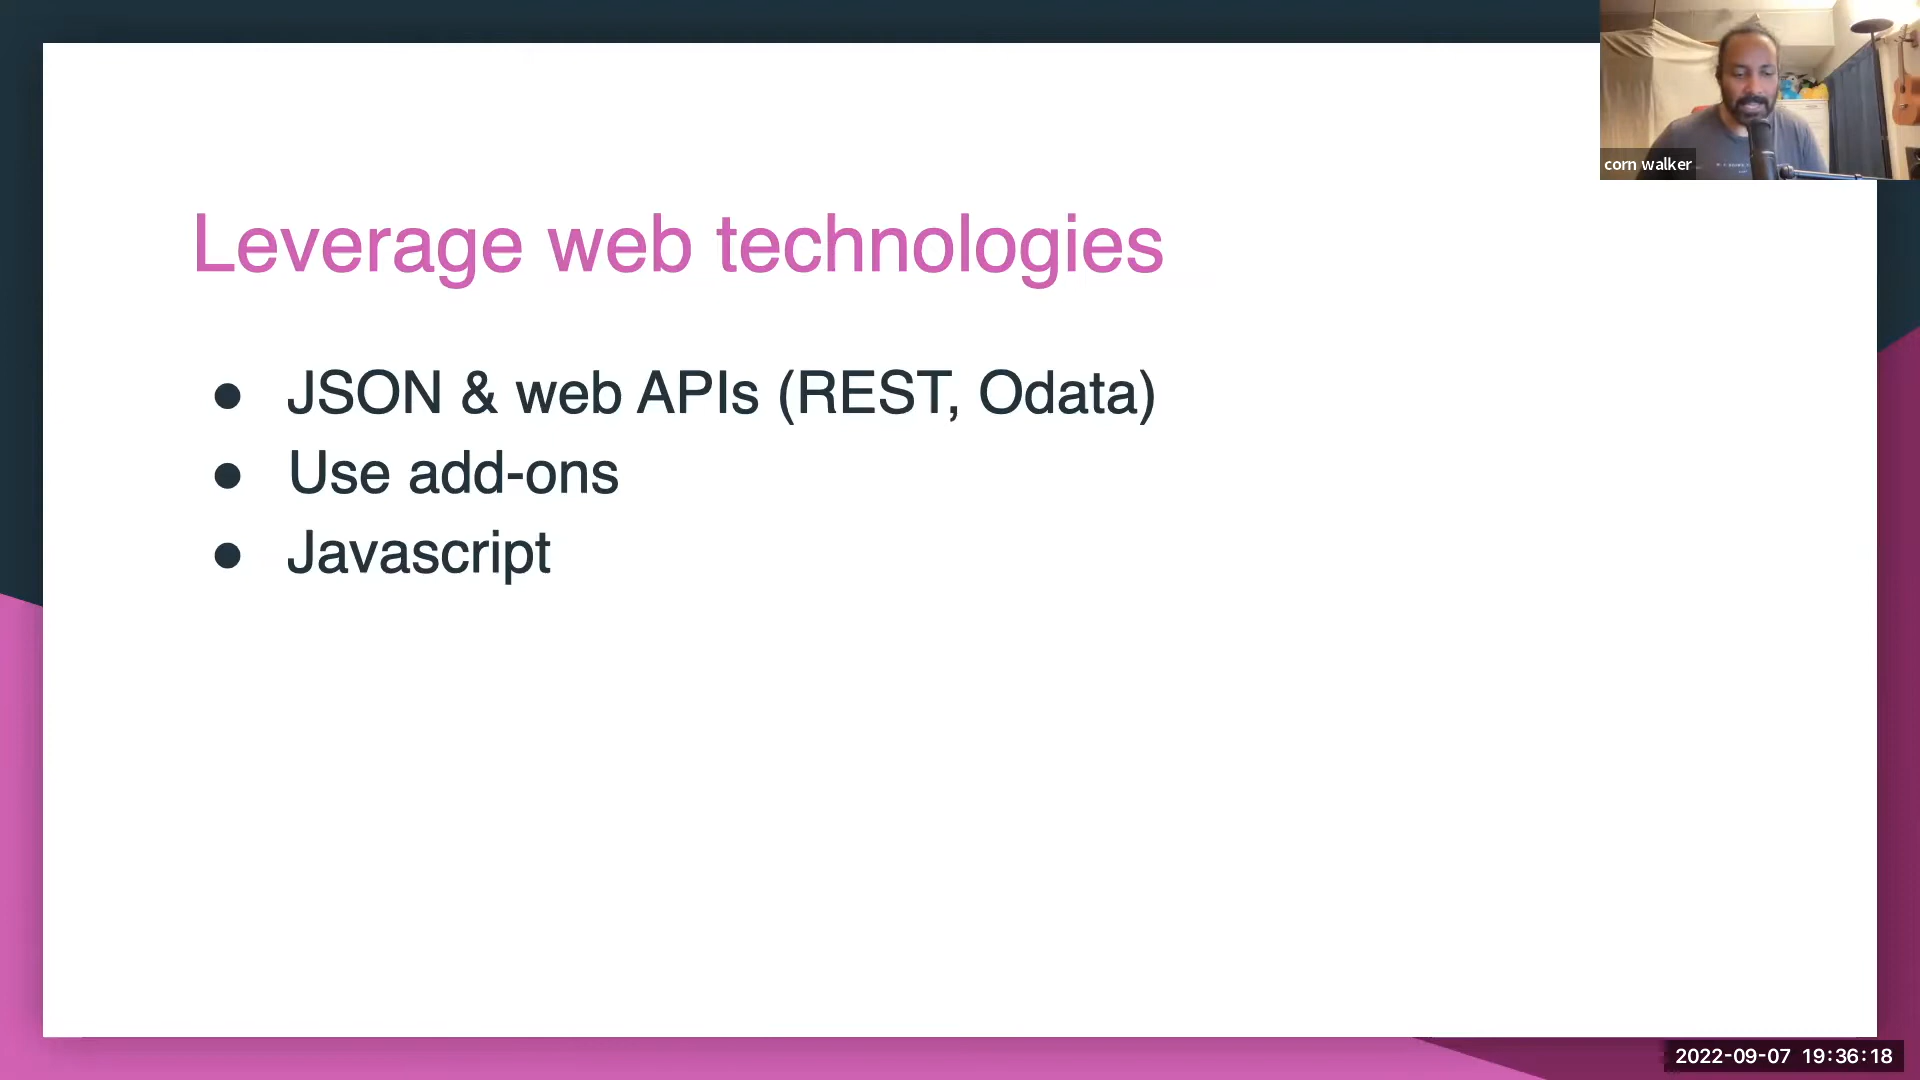 Leverage web technologies
● JSON & web APIs (REST, Odata)
● Use add-ons
● Javascript
corn walker
2022-09-07 19:36:18